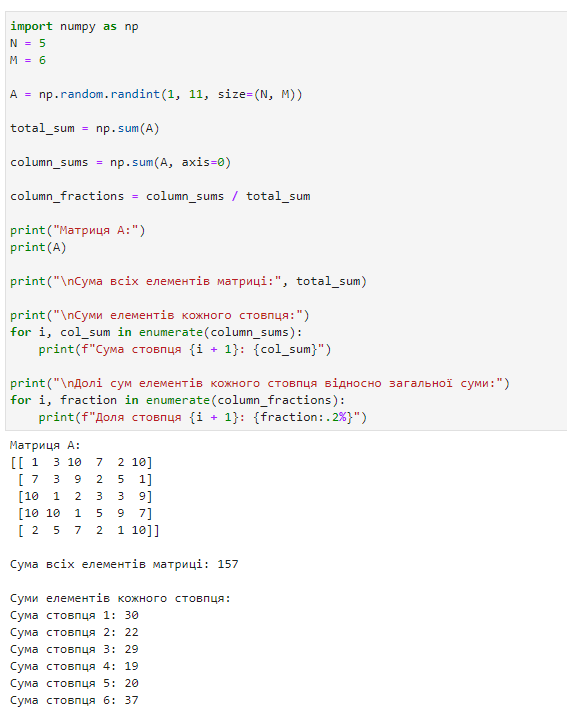 import numpy as np
N = 5
M = 6
A = np.random.randint(1, 11, size=(N, M))
total_sum = np.sum(A)
column_sums = np.sum(A, axis=0)
column_fractions = column_sums / total_sum
print("Матриця A:")
print(A)
print("\nСума всіх елементів матриці:", total_sum)
print("\nСуми елементів кожного стовпця:")
for i, col_sum in enumerate(column_sums):
    print(f"Сума стовпця {i + 1}: {col_sum}")
print("\nДолі сум елементів кожного стовпця відносно загальної суми:")
for i, fraction in enumerate(column_fractions):
    print(f"Доля стовпця {i + 1}: {fraction:.2%}")
Матриця A:
[[ 1  3 10  7  2 10]
 [ 7  3  9  2  5  1]
 [10  1  2  3  3  9]
 [10 10  1  5  9  7]
 [ 2  5  7  2  1 10]]
Сума всіх елементів матриці: 157
Суми елементів кожного стовпця:
Сума стовпця 1: 30
Сума стовпця 2: 22
Сума стовпця 3: 29
Сума стовпця 4: 19
Сума стовпця 5: 20
Сума стовпця 6: 37